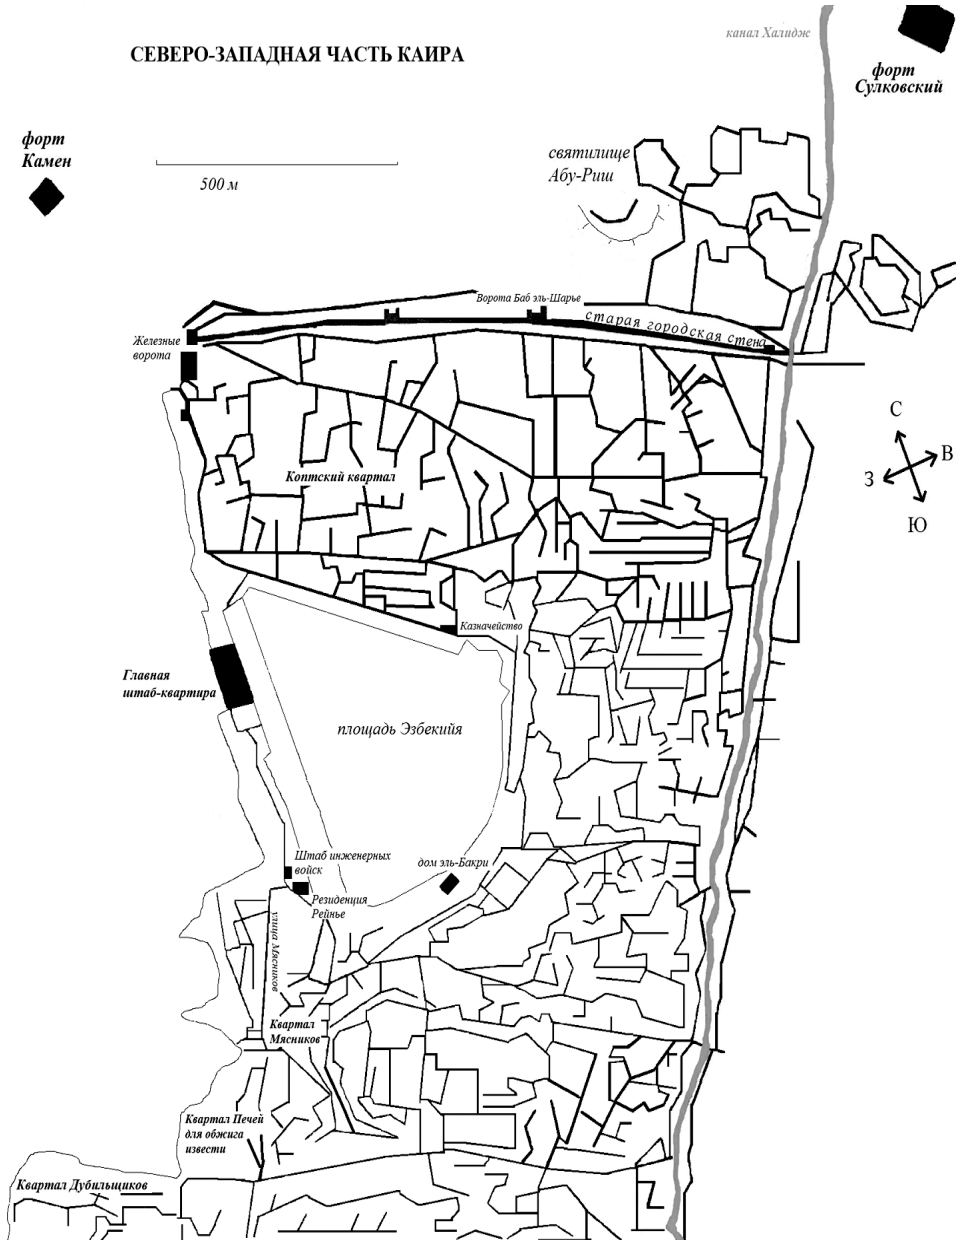 канал Халидж
СЕВЕРО-ЗАПАДНАЯ ЧАСТЬ КАИРА
форт
Сулковский
форт
Камен
500 м
святилище
Абу-Риш
Ворота Баб эль-Шарье
старая городская стена
Железные
ворота
С
В
З
Ю
Коптский квартал
Казначейство
Главная
штаб-квартира
площадь Эзбекийя
Штаб инженерных
войск
дом эль-Бакри
Резиденция
Рейнье
улица Мясников
Квартал
Мясников
Квартал Печей
для обжига
извести
Квартал Дубильщиков